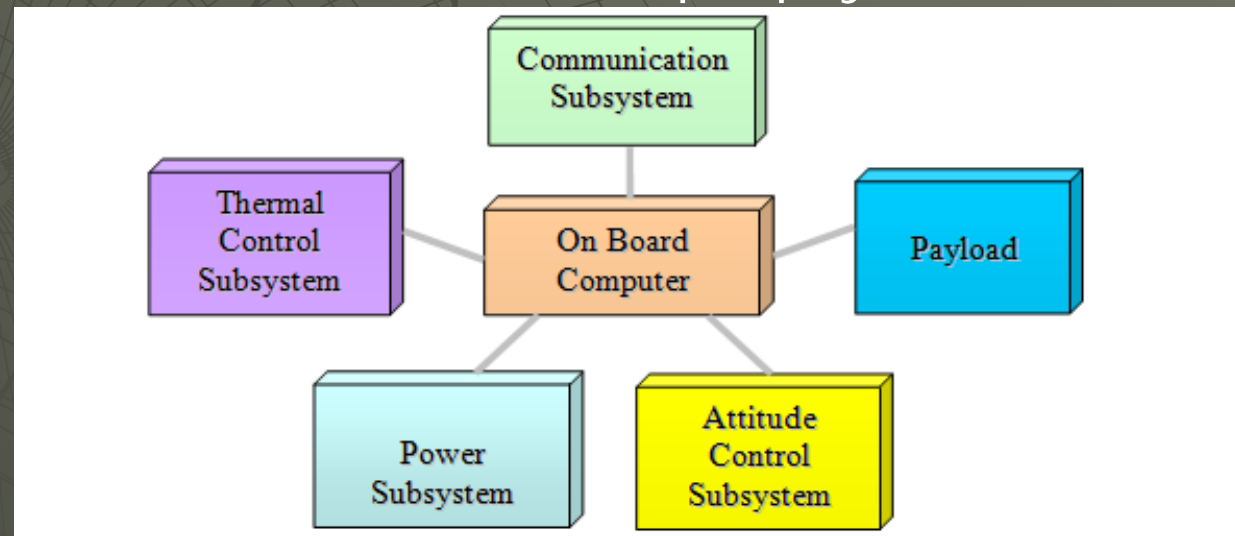 Communication
Subsystem
Thermal
Control
Subsystem
On Board
Computer
Payload
Power
Subsystem
Attitude
Control
Subsystem